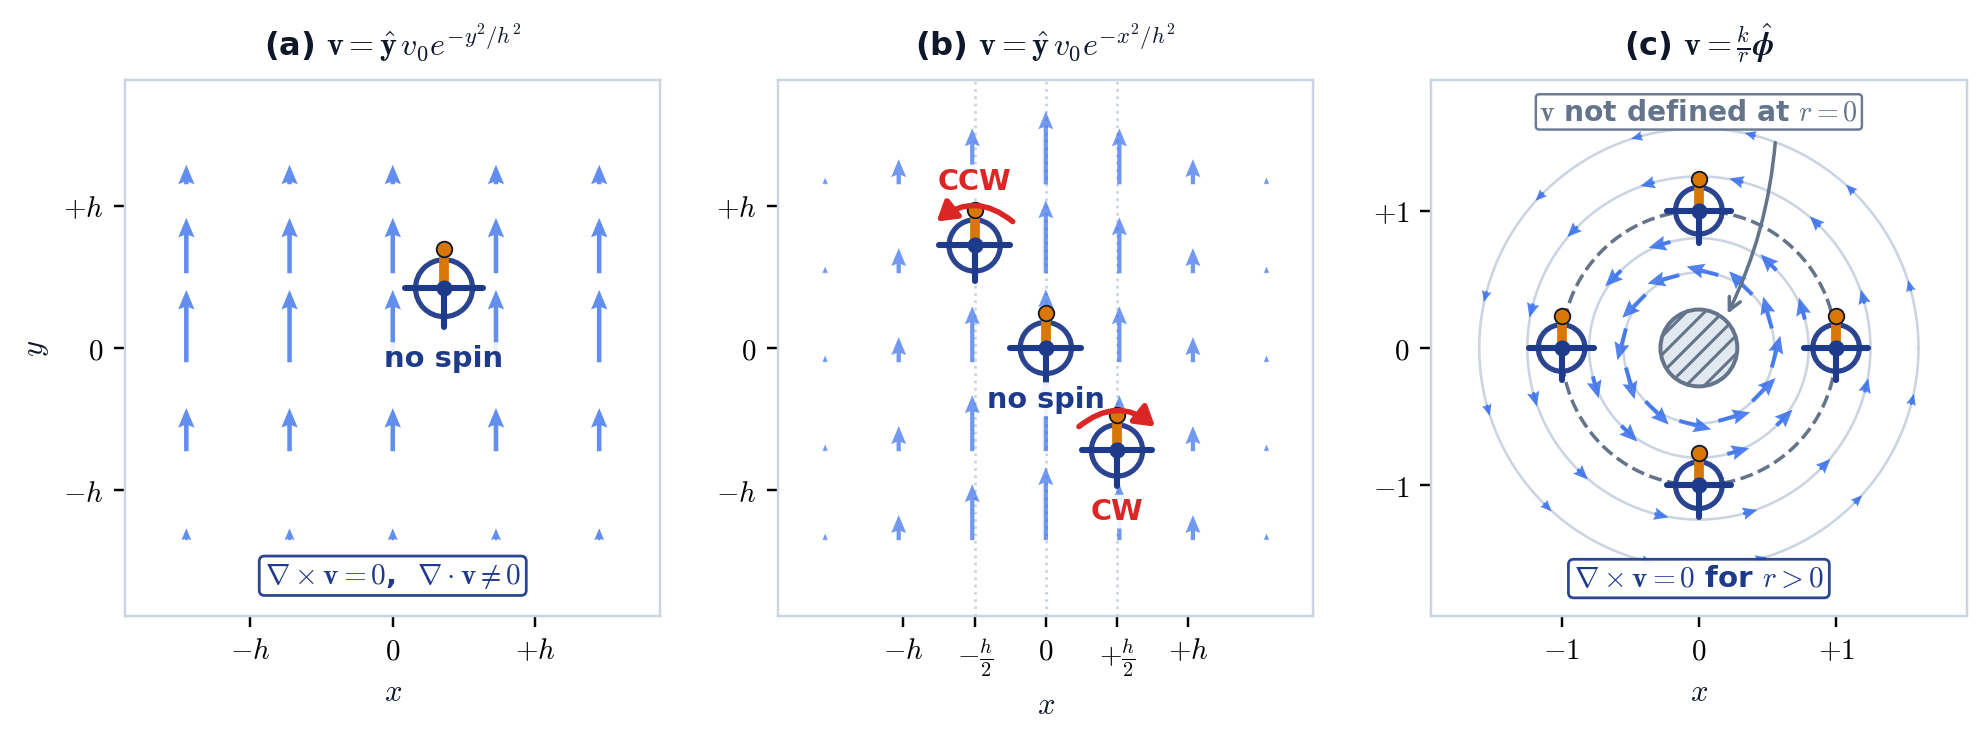 (a) v = ŷ v₀e^{−y²/h²}
y
+h
0
−h
no spin
∇ × v = 0, ∇ · v ≠ 0
−h 0 +h
x
(b) v = ŷ v₀e^{−x²/h²}
+h
0
−h
CCW
no spin
CW
−h −h/2 0 +h/2 +h
x
(c) v = k/r ϕ̂
v not defined at r = 0
+1
0
−1
∇ × v = 0 for r > 0
−1 0 +1
x